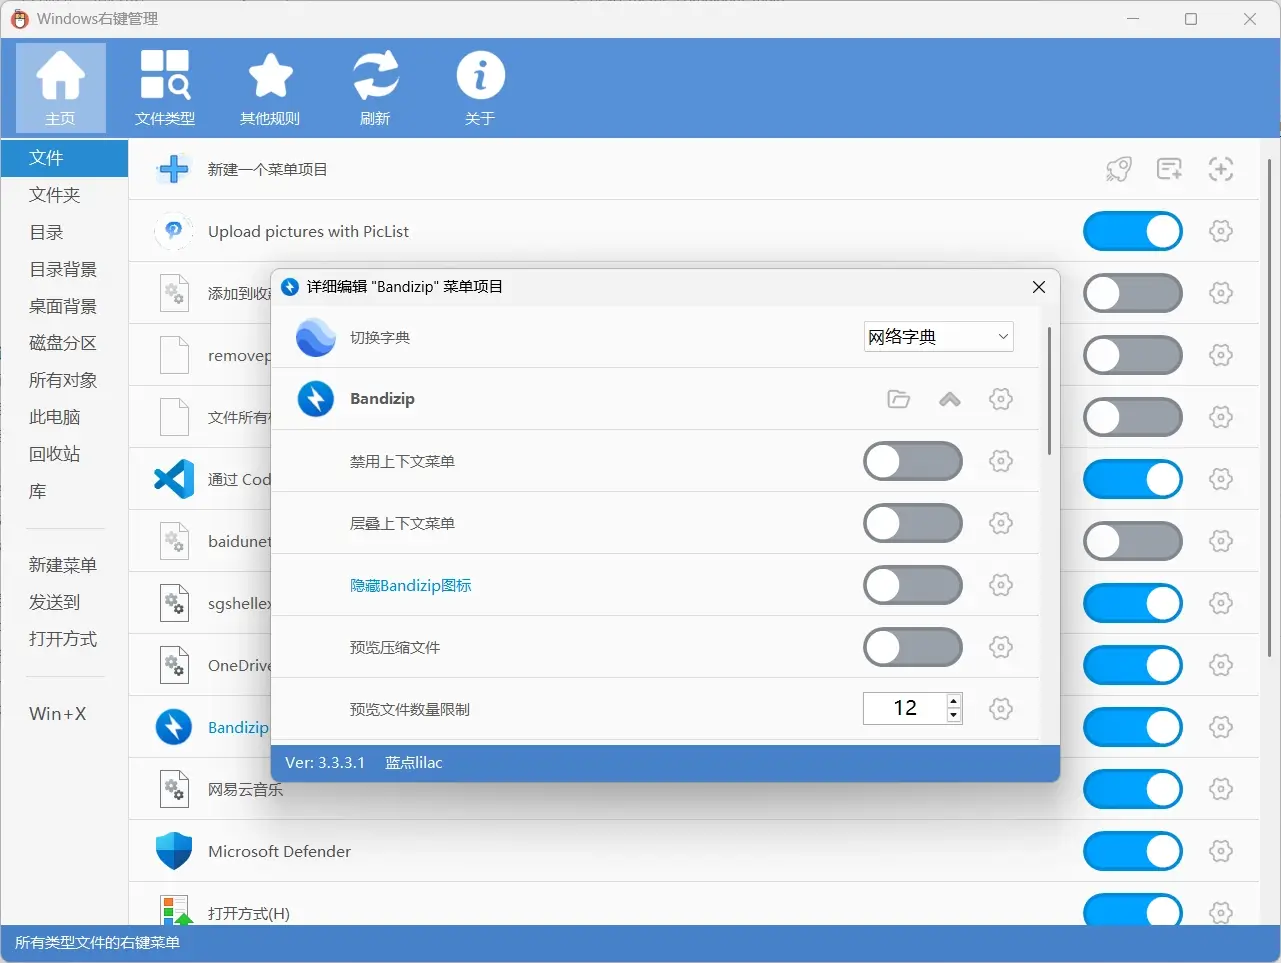 Windows右键管理
主页
文件类型
其他规则
刷新
关于
文件
文件夹
目录
目录背景
桌面背景
磁盘分区
所有对象
此电脑
回收站
库
新建菜单
发送到
打开方式
Win+X
新建一个菜单项目
Upload pictures with PicList
添加到收
removep
文件所有
通过 Cod
baidunet
sgshellex
OneDrive
Bandizip
网易云音乐
Microsoft Defender
打开方式(H)
详细编辑 "Bandizip" 菜单项目
切换字典
网络字典
Bandizip
禁用上下文菜单
层叠上下文菜单
隐藏Bandizip图标
预览压缩文件
预览文件数量限制
12
Ver: 3.3.3.1 蓝点lilac
所有类型文件的右键菜单